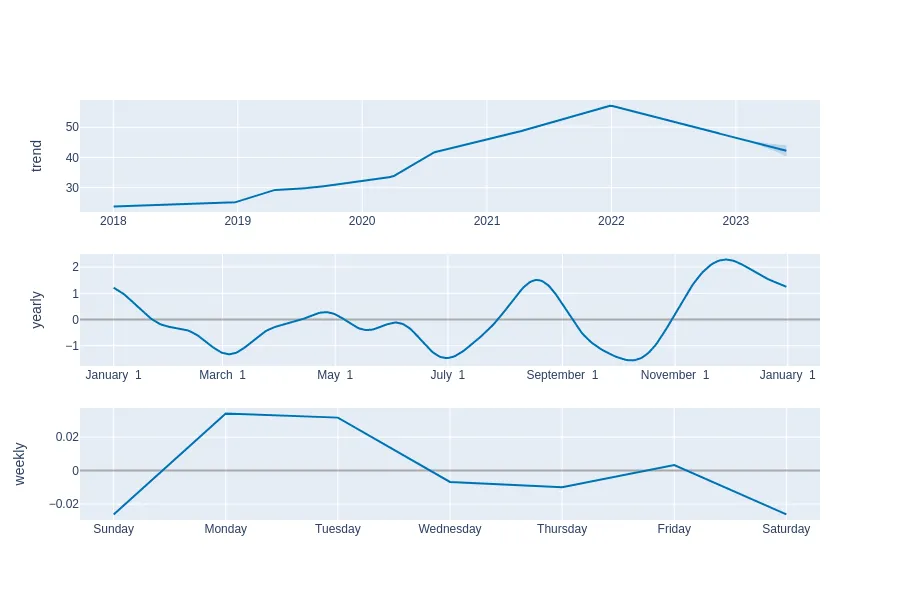 trend
50
40
30
2018 2019 2020 2021 2022 2023
yearly
2
1
0
−1
January 1 March 1 May 1 July 1 September 1 November 1 January 1
weekly
0.02
0
−0.02
Sunday Monday Tuesday Wednesday Thursday Friday Saturday